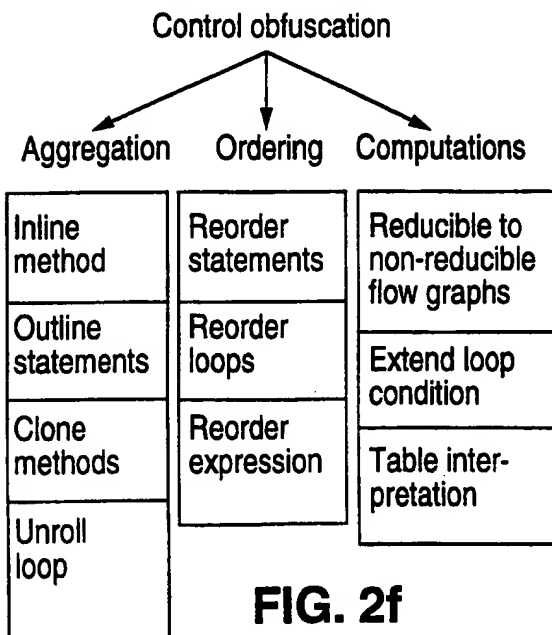 Control obfuscation
Aggregation
Ordering
Computations
Inline
method
Outline
statements
Clone
methods
Unroll
loop
Reorder
statements
Reorder
loops
Reorder
expression
Reducible to
non-reducible
flow graphs
Extend loop
condition
Table inter-
pretation
FIG. 2f